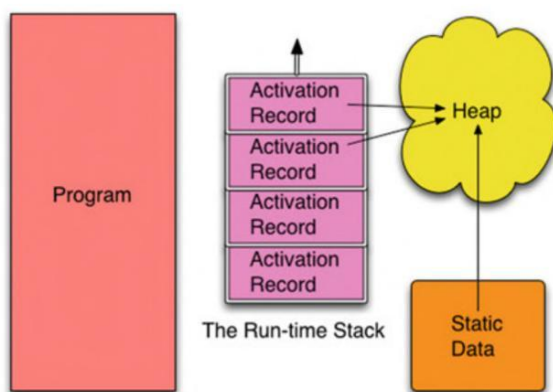 Program
Activation
Record
Activation
Record
Activation
Record
Activation
Record
The Run-time Stack
Heap
Static
Data